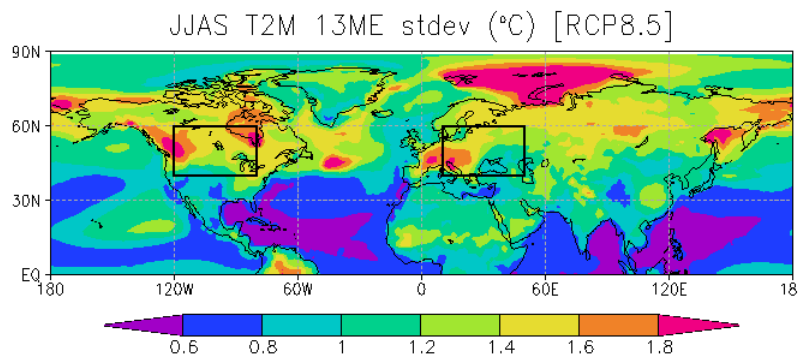 JJAS T2M 13ME stdev (°C) [RCP8.5]
90N
60N
30N
EQ
180 120W 60W 0 60E 120E 18
0.6 0.8 1 1.2 1.4 1.6 1.8